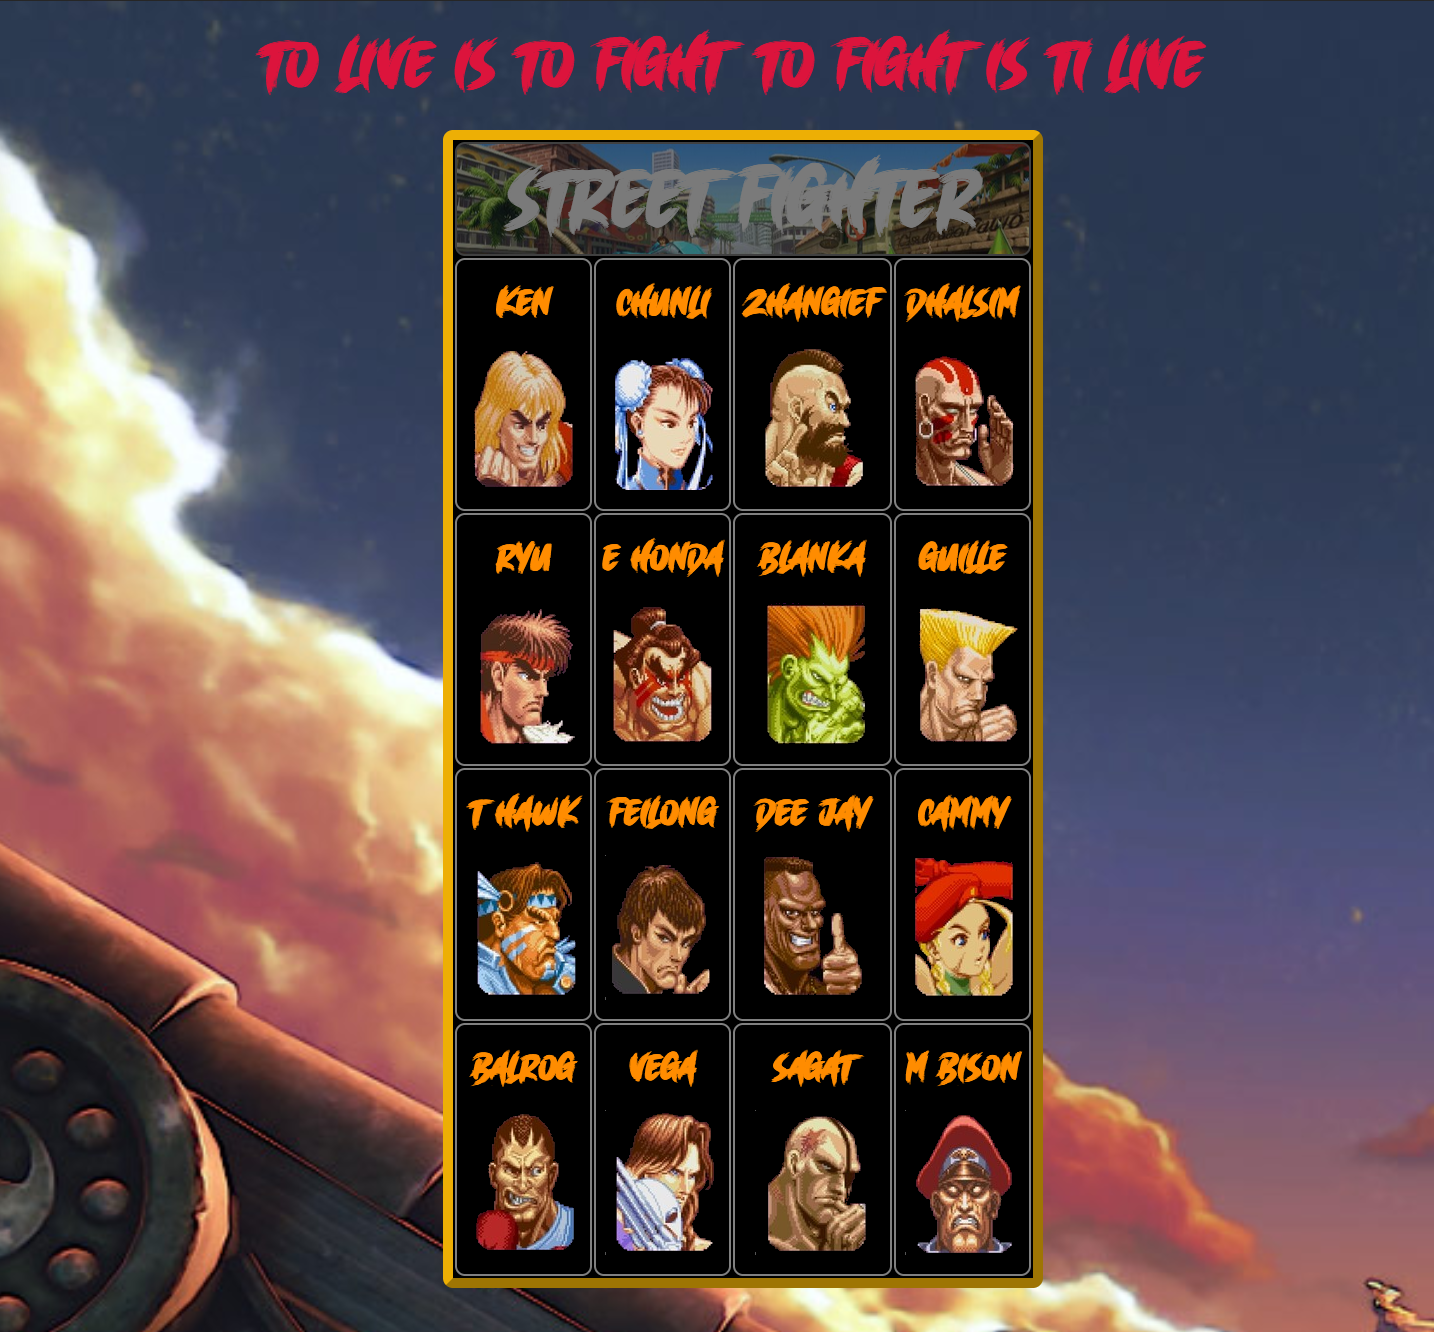 TO LIVE IS TO FIGHT TO FIGHT IS TI LIVE
STREET FIGHTER
KEN CHUNLI ZHANGIEF DHALSIM
RYU E HONDA BLANKA GUILLE
T HAWK FEILONG DEE JAY CAMMY
BALROG VEGA SAGAT M BISON